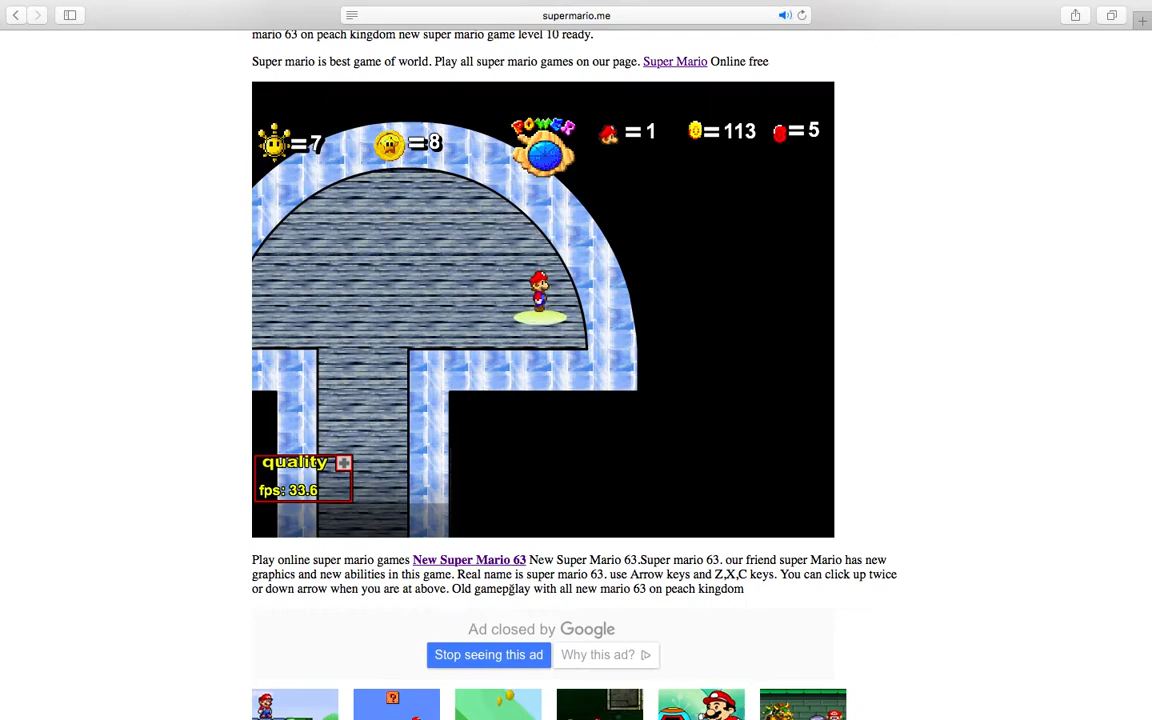 supermario.me
mario 63 on peach kingdom new super mario game level 10 ready.
Super mario is best game of world. Play all super mario games on our page. Super Mario Online free
=7
=8
POWER
=1
=113
=5
quality
fps: 33.6
Play online super mario games New Super Mario 63 New Super Mario 63.Super mario 63. our friend super Mario has new
graphics and new abilities in this game. Real name is super mario 63. use Arrow keys and Z,X,C keys. You can click up twice
or down arrow when you are at above. Old gamepğlay with all new mario 63 on peach kingdom
Ad closed by Google
Stop seeing this ad
Why this ad?
?